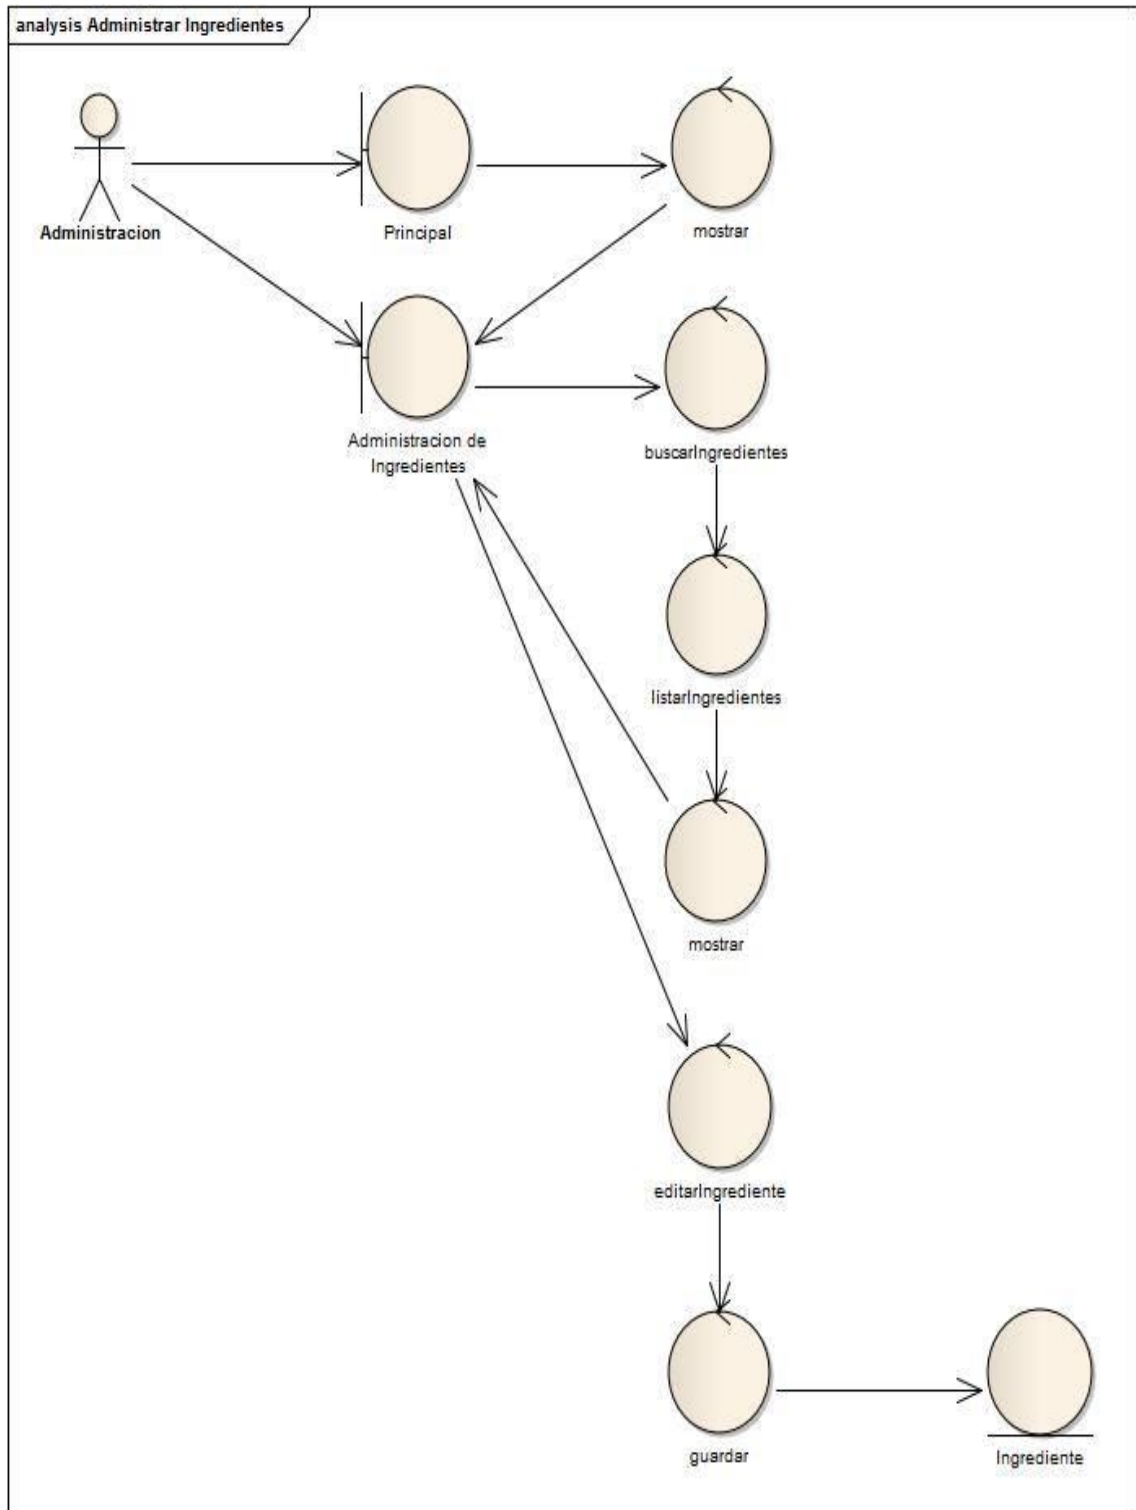 analysis Administrar Ingredientes
Administracion
Principal
mostrar
Administracion de
Ingredientes
buscarIngredientes
listarIngredientes
mostrar
editarIngrediente
guardar
Ingrediente